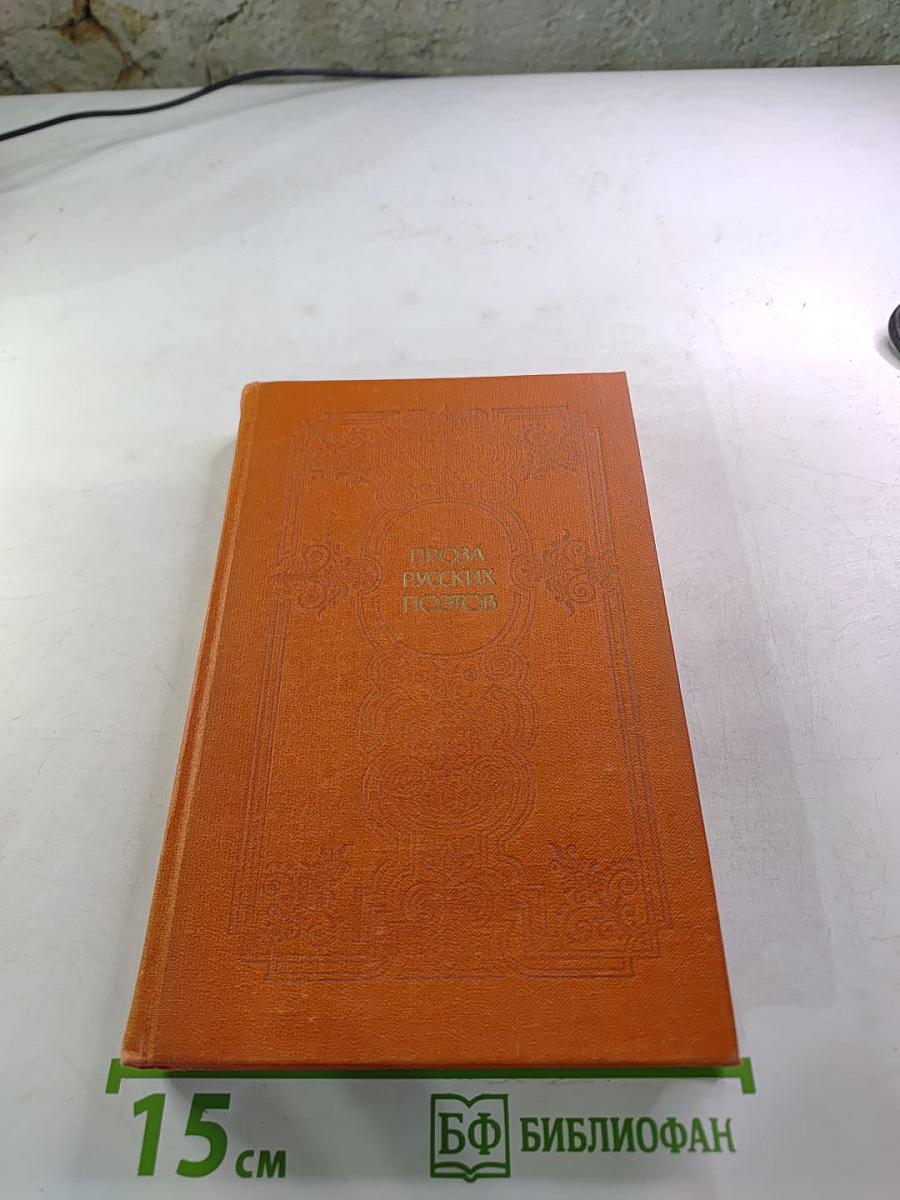 ПРОЗА
РУССКИХ
ПОЭТОВ
15 см
БФ БИБЛИОФАН